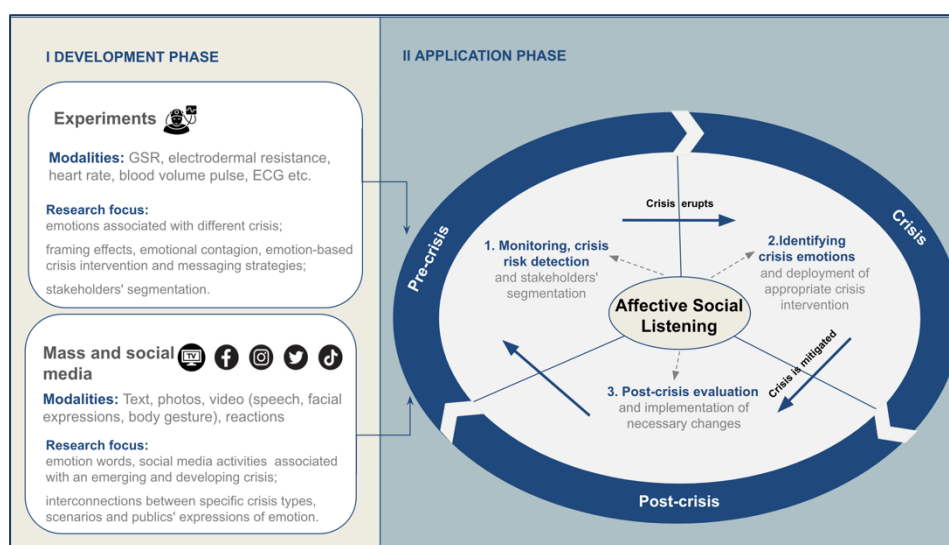 I DEVELOPMENT PHASE
Experiments
Modalities: GSR, electrodermal resistance,
heart rate, blood volume pulse, ECG etc.
Research focus:
emotions associated with different crisis;
framing effects, emotional contagion, emotion-based
crisis intervention and messaging strategies;
stakeholders' segmentation.
Mass and social
media
TV
Modalities: Text, photos, video (speech, facial
expressions, body gesture), reactions
Research focus:
emotion words, social media activities associated
with an emerging and developing crisis;
interconnections between specific crisis types,
scenarios and publics' expressions of emotion.
II APPLICATION PHASE
Pre-crisis
Crisis
Post-crisis
Crisis erupts
1. Monitoring, crisis
risk detection
and stakeholders'
segmentation
2.Identifying
crisis emotions
and deployment of
appropriate crisis
intervention
Affective Social
Listening
Crisis is mitigated
3. Post-crisis evaluation
and implementation of
necessary changes